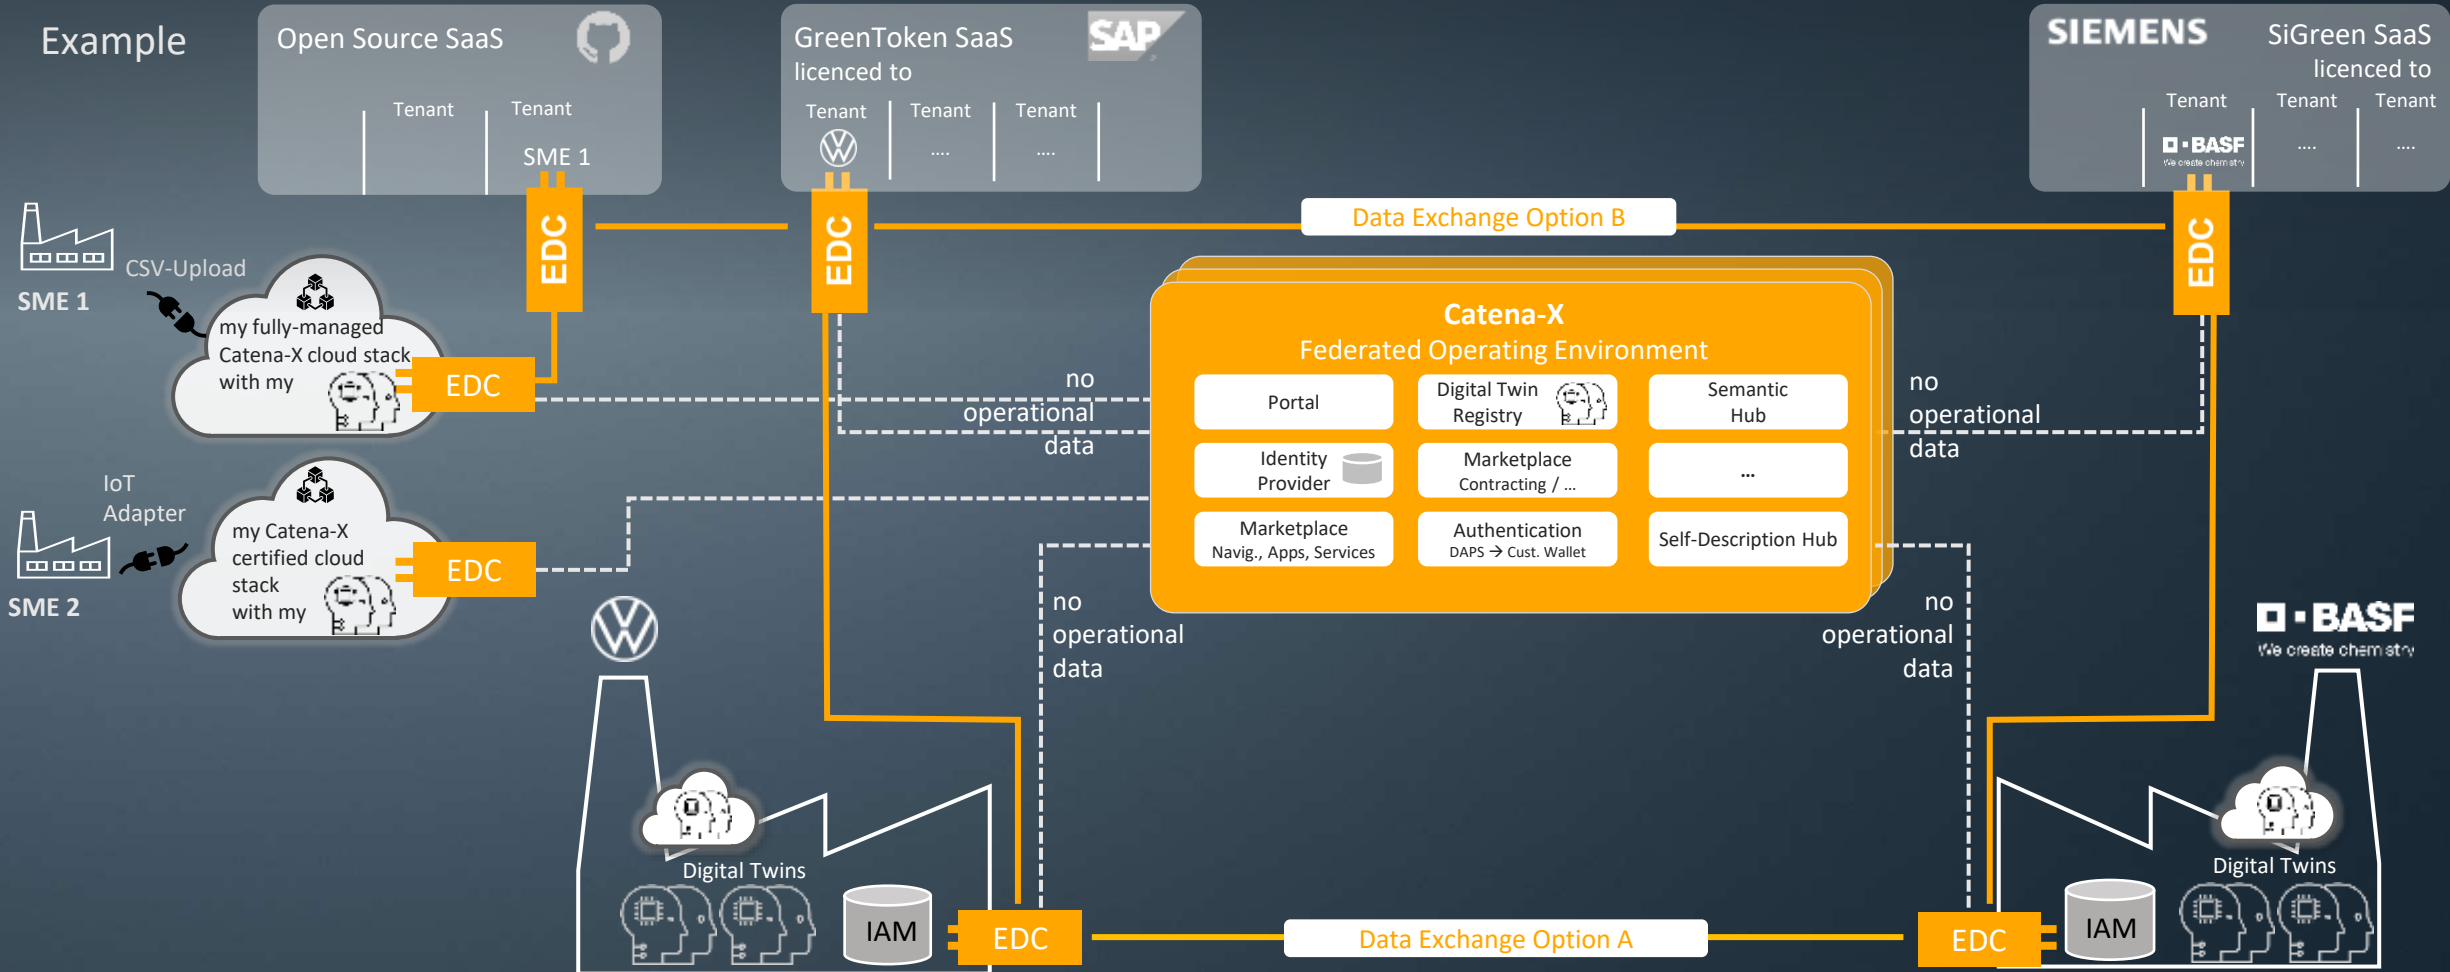 Example
Open Source SaaS
Tenant
Tenant
SME 1
GreenToken SaaS
licenced to
SAP
Tenant
Tenant
Tenant
....
....
SIEMENS
SiGreen SaaS
licenced to
Tenant
Tenant
Tenant
BASF
We create chemistry
....
....
EDC
EDC
Data Exchange Option B
EDC
SME 1
CSV-Upload
my fully-managed
Catena-X cloud stack
with my
EDC
IoT
Adapter
SME 2
my Catena-X
certified cloud
stack
with my
EDC
no
operational
data
Catena-X
Federated Operating Environment
Portal
Digital Twin
Registry
Semantic
Hub
Identity
Provider
Marketplace
Contracting / ...
...
Marketplace
Navig., Apps, Services
Authentication
DAPS → Cust. Wallet
Self-Description Hub
no
operational
data
no
operational
data
no
operational
data
BASF
We create chemistry
Digital Twins
IAM
EDC
Data Exchange Option A
EDC
IAM
Digital Twins